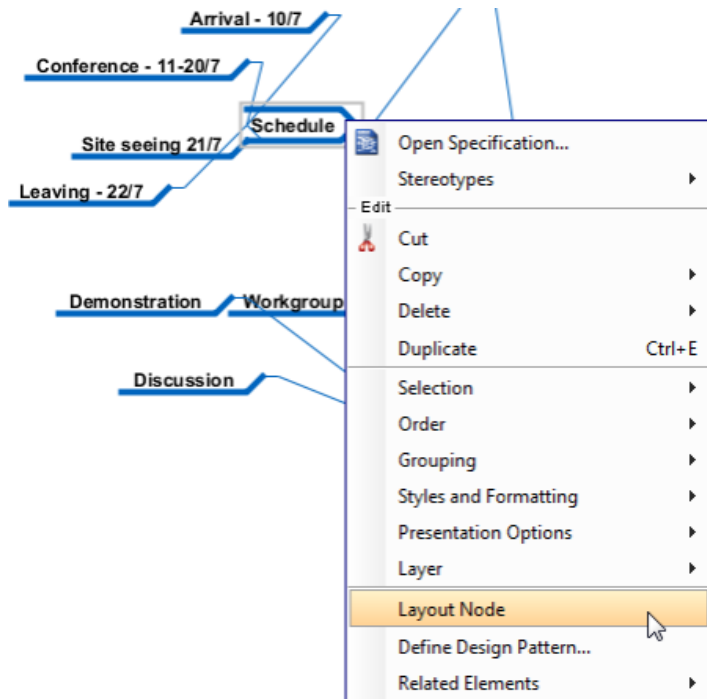 Arrival - 10/7
Conference - 11-20/7
Schedule
Site seeing 21/7
Leaving - 22/7
Demonstration
Workgroup
Discussion
Open Specification...
Stereotypes
Edit
Cut
Copy
Delete
Duplicate Ctrl+E
Selection
Order
Grouping
Styles and Formatting
Presentation Options
Layer
Layout Node
Define Design Pattern...
Related Elements